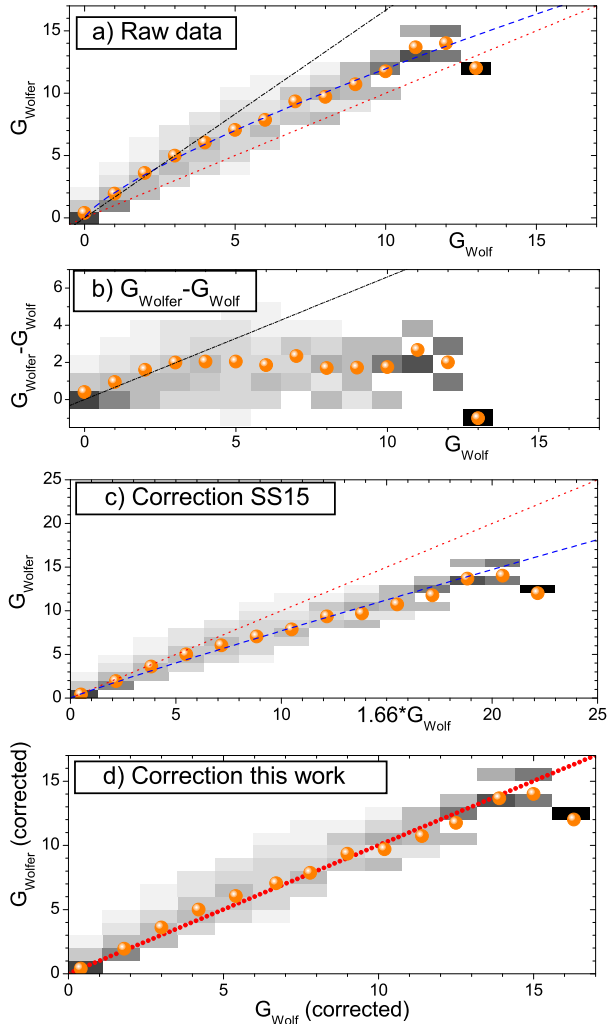 a) Raw data
15
10
5
0
G_Wolfer
0 5 10 15
G_Wolf
b) G_Wolfer-G_Wolf
6
4
2
0
G_Wolfer-G_Wolf
0 5 10 15
G_Wolf
c) Correction SS15
25
20
15
10
5
0
G_Wolfer
0 5 10 15 20 25
1.66*G_Wolf
d) Correction this work
15
10
5
0
G_Wolfer (corrected)
0 5 10 15
G_Wolf (corrected)